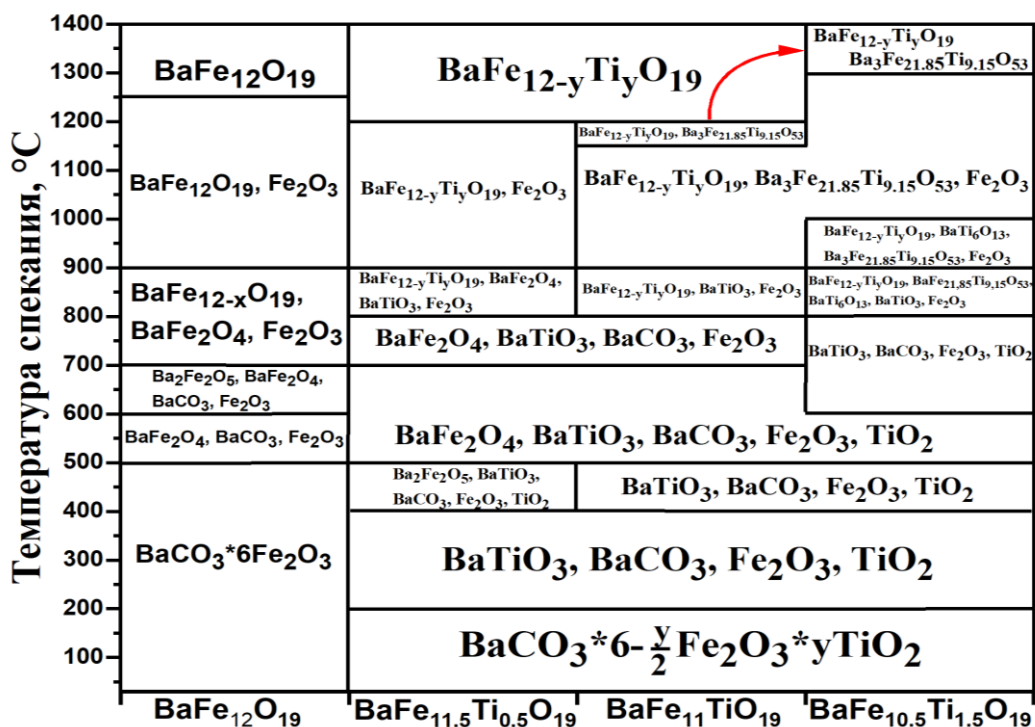 Температура спекания, °C
1400
1300
1200
1100
1000
900
800
700
600
500
400
300
200
100
BaFe₁₂O₁₉
BaFe₁₂O₁₉, Fe₂O₃
BaFe₁₂₋ₓO₁₉,
BaFe₂O₄, Fe₂O₃
Ba₂Fe₂O₅, BaFe₂O₄,
BaCO₃, Fe₂O₃
BaFe₂O₄, BaCO₃, Fe₂O₃
BaCO₃*6Fe₂O₃
BaFe₁₂₋yTiyO₁₉
BaFe₁₂₋yTiyO₁₉
Ba₃Fe₂₁.₈₅Ti₉.₁₅O₅₃
BaFe₁₂₋yTiyO₁₉, Ba₃Fe₂₁.₈₅Ti₉.₁₅O₅₃
BaFe₁₂₋yTiyO₁₉, Fe₂O₃
BaFe₁₂₋yTiyO₁₉, Ba₃Fe₂₁.₈₅Ti₉.₁₅O₅₃, Fe₂O₃
BaFe₁₂₋yTiyO₁₉, BaTi₆O₁₃,
Ba₃Fe₂₁.₈₅Ti₉.₁₅O₅₃, Fe₂O₃
BaFe₁₂₋yTiyO₁₉, BaFe₂O₄,
BaTiO₃, Fe₂O₃
BaFe₁₂₋yTiyO₁₉, BaTiO₃, Fe₂O₃
BaFe₁₂₋yTiyO₁₉, BaFe₂₁,₈₅Ti₉,₁₅O₅₃,
BaTi₆O₁₃, BaTiO₃, Fe₂O₃
BaFe₂O₄, BaTiO₃, BaCO₃, Fe₂O₃
BaTiO₃, BaCO₃, Fe₂O₃, TiO₂
BaFe₂O₄, BaTiO₃, BaCO₃, Fe₂O₃, TiO₂
Ba₂Fe₂O₅, BaTiO₃,
BaCO₃, Fe₂O₃, TiO₂
BaTiO₃, BaCO₃, Fe₂O₃, TiO₂
BaTiO₃, BaCO₃, Fe₂O₃, TiO₂
BaCO₃*6-y/2Fe₂O₃*yTiO₂
BaFe₁₂O₁₉
BaFe₁₁.₅Ti₀.₅O₁₉
BaFe₁₁TiO₁₉
BaFe₁₀.₅Ti₁.₅O₁₉